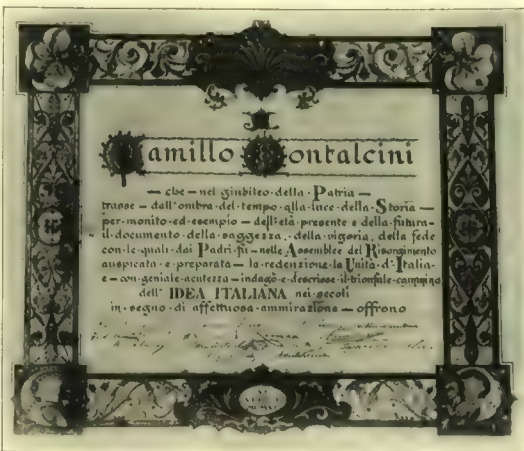 Camillo Montalcini
— che — nel giubileo della Patria —
trasse — dall'ombra del tempo alla luce della Storia —
per monito ed esempio — dell'età presente e della futura —
il documento della saggezza, della vigoria, della fede
con le quali dai Padri fu — nelle Assemblee del Risorgimento
auspicata e preparata — la redenzione la Unità d'Italia —
e — con geniale acutezza — indagò e descrisse il trionfale cammino
dell' IDEA ITALIANA nei secoli
in segno di affettuosa ammirazione — offrono